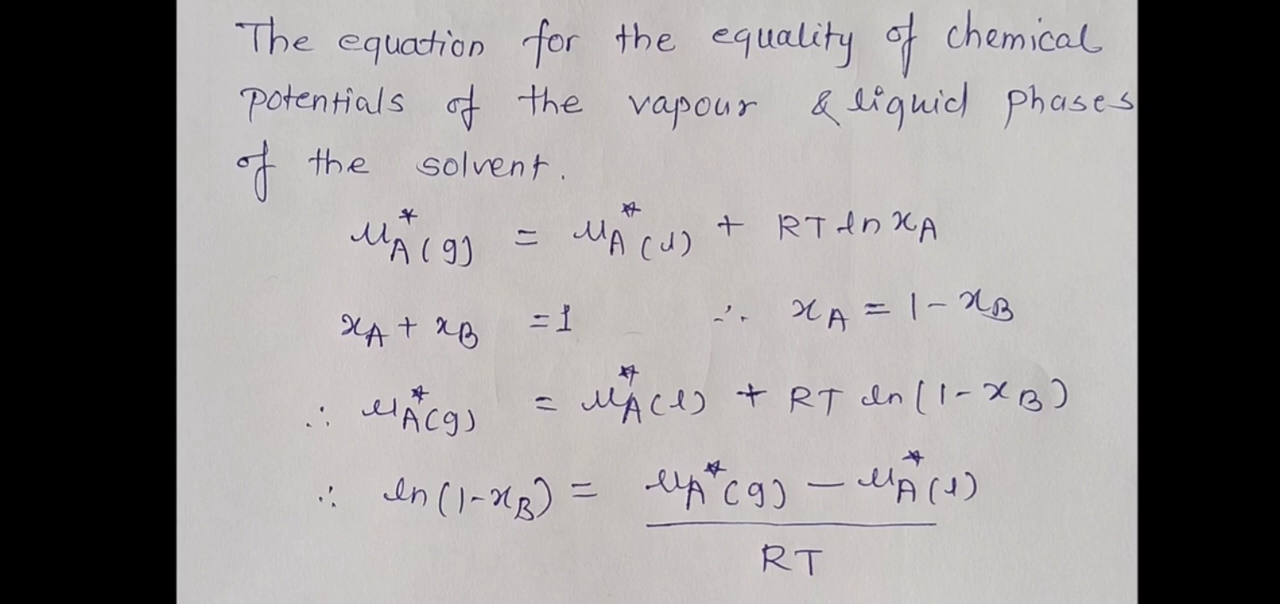 The equation for the equality of chemical
potentials of the vapour & liquid phases
of the solvent.
μ*A(g) = μ*A(l) + RT ln xA
xA + xB = 1 ∴ xA = 1 - xB
∴ μ*A(g) = μ*A(l) + RT ln(1 - xB)
∴ ln(1-xB) = μA*(g) - μ*A(l)
RT